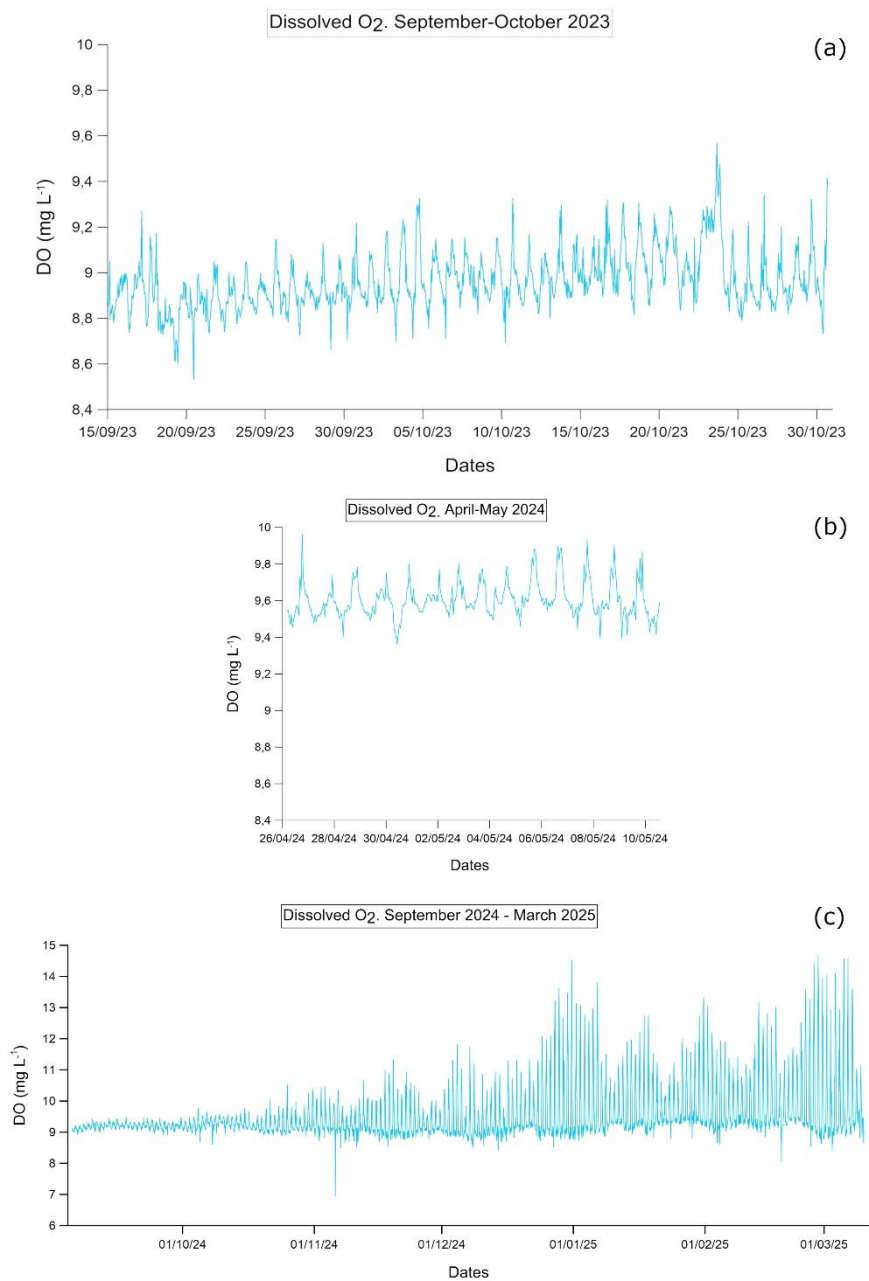 Dissolved O2. September-October 2023
(a)
10
9,8
9,6
9,4
9,2
9
8,8
8,6
8,4
DO (mg L-1)
15/09/23 20/09/23 25/09/23 30/09/23 05/10/23 10/10/23 15/10/23 20/10/23 25/10/23 30/10/23
Dates
Dissolved O2. April-May 2024
(b)
10
9,8
9,6
9,4
9,2
9
8,8
8,6
8,4
DO (mg L-1)
26/04/24 28/04/24 30/04/24 02/05/24 04/05/24 06/05/24 08/05/24 10/05/24
Dates
Dissolved O2. September 2024 - March 2025
(c)
15
14
13
12
11
10
9
8
7
6
DO (mg L-1)
01/10/24 01/11/24 01/12/24 01/01/25 01/02/25 01/03/25
Dates